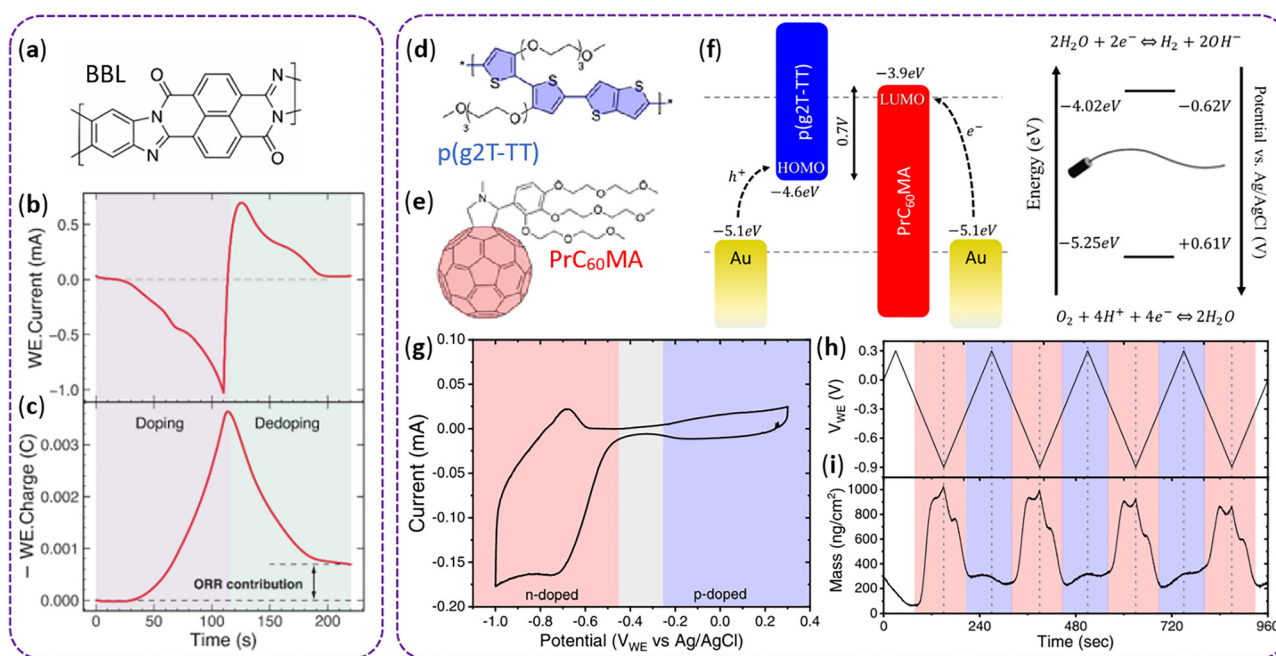 (a)
BBL
O
N
N
N
N
O
(b)
WE.Current (mA)
0.5
0.0
-0.5
-1.0
(c)
− WE.Charge (C)
Doping
Dedoping
0.003
0.002
0.001
0.000
ORR contribution
0 50 100 150 200
Time (s)
(d)
p(g2T-TT)
(e)
PrC60MA
(f)
−5.1eV
Au
h+
p(g2T-TT)
HOMO
−4.6eV
0.7V
−3.9eV
LUMO
PrC60MA
e−
−5.1eV
Au
2H2O + 2e− ⇔ H2 + 2OH−
Energy (eV)
−4.02eV
−0.62V
−5.25eV
+0.61V
Potential vs. Ag/AgCl (V)
O2 + 4H+ + 4e− ⇔ 2H2O
(g)
Current (mA)
0.10
0.05
0.00
-0.05
-0.10
-0.15
-0.20
n-doped
p-doped
-1.0 -0.8 -0.6 -0.4 -0.2 0.0 0.2 0.4
Potential (VWE vs Ag/AgCl)
(h)
VWE (V)
0.3
0.0
-0.3
-0.6
-0.9
(i)
Mass (ng/cm2)
1000
800
600
400
200
0
0 240 480 720 960
Time (sec)